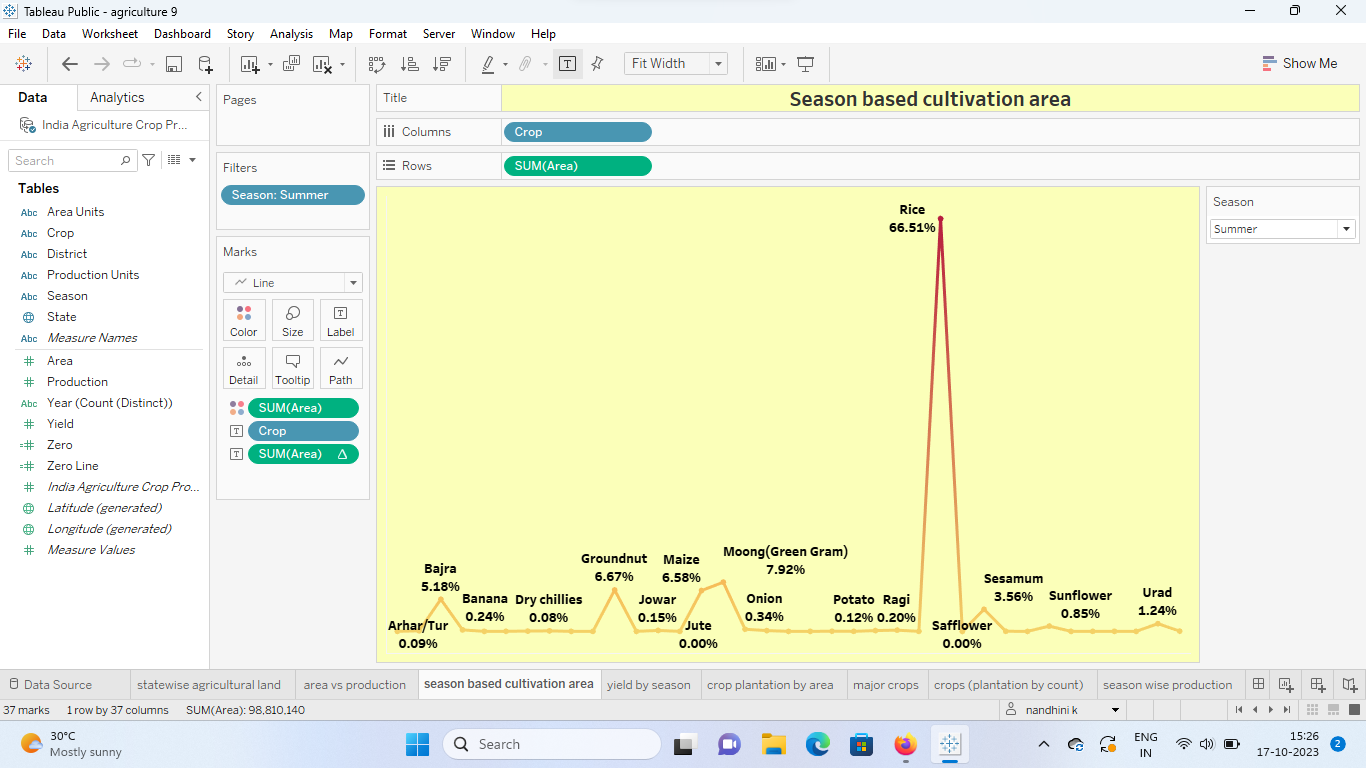 Tableau Public - agriculture 9
File Data Worksheet Dashboard Story Analysis Map Format Server Window Help
Fit Width
Show Me
Data Analytics
India Agriculture Crop Pr...
Search
Tables
Abc Area Units
Abc Crop
Abc District
Abc Production Units
Abc Season
State
Abc Measure Names
Area
Production
Abc Year (Count (Distinct))
Yield
Zero
Zero Line
India Agriculture Crop Pro...
Latitude (generated)
Longitude (generated)
Measure Values
Pages
Filters
Season: Summer
Marks
Line
Color Size Label
Detail Tooltip Path
SUM(Area)
Crop
SUM(Area) Δ
Title
Season based cultivation area
Columns Crop
Rows SUM(Area)
Rice
66.51%
Moong(Green Gram)
7.92%
Groundnut
6.67%
Maize
6.58%
Bajra
5.18%
Sesamum
3.56%
Urad
1.24%
Banana
0.24%
Dry chillies
0.08%
Jowar
0.15%
Onion
0.34%
Potato
0.12%
Ragi
0.20%
Sunflower
0.85%
Arhar/Tur
0.09%
Jute
0.00%
Safflower
0.00%
Season
Summer
Data Source statewise agricultural land area vs production season based cultivation area yield by season crop plantation by area major crops crops (plantation by count) season wise production
37 marks 1 row by 37 columns SUM(Area): 98,810,140 nandhini k
30°C
Mostly sunny
Search
ENG
IN
15:26
17-10-2023
2